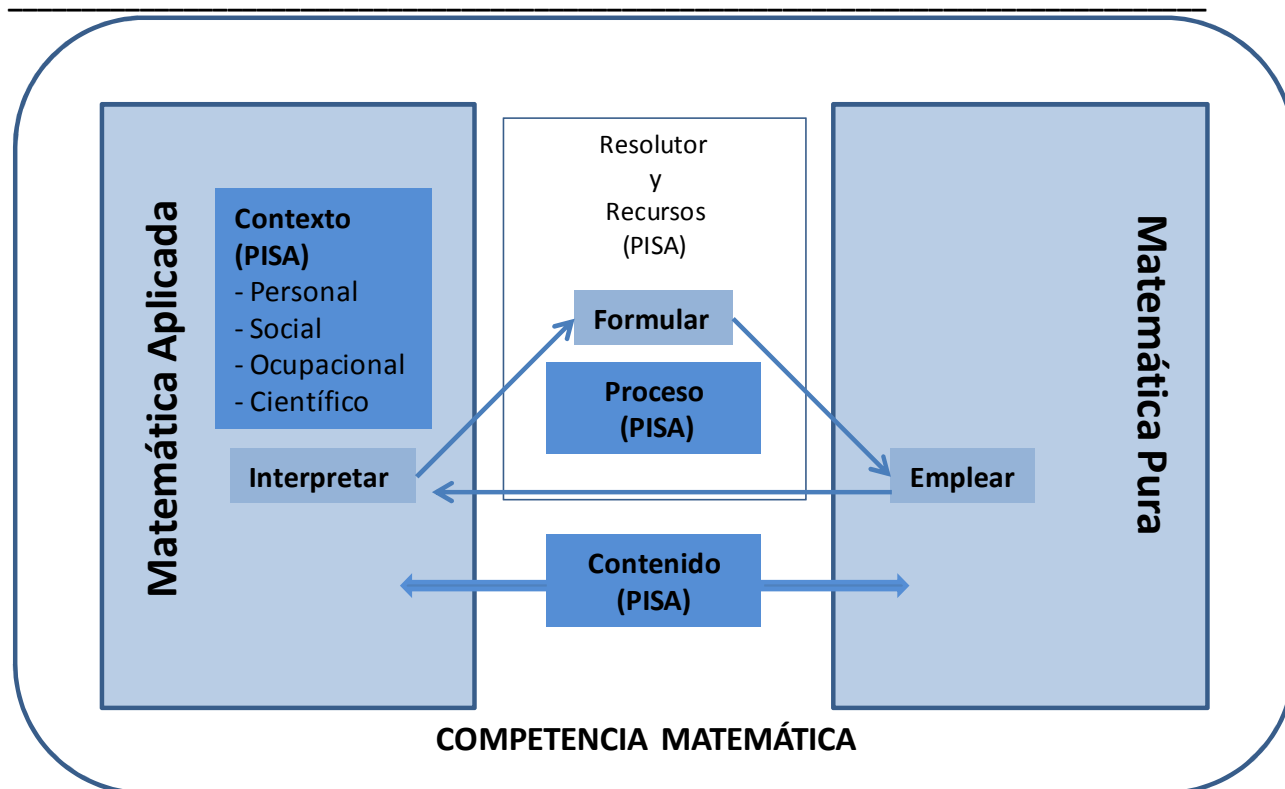 Matemática Aplicada
Contexto
(PISA)
- Personal
- Social
- Ocupacional
- Científico
Interpretar
Resolutor
y
Recursos
(PISA)
Formular
Proceso
(PISA)
Emplear
Contenido
(PISA)
Matemática Pura
COMPETENCIA MATEMÁTICA